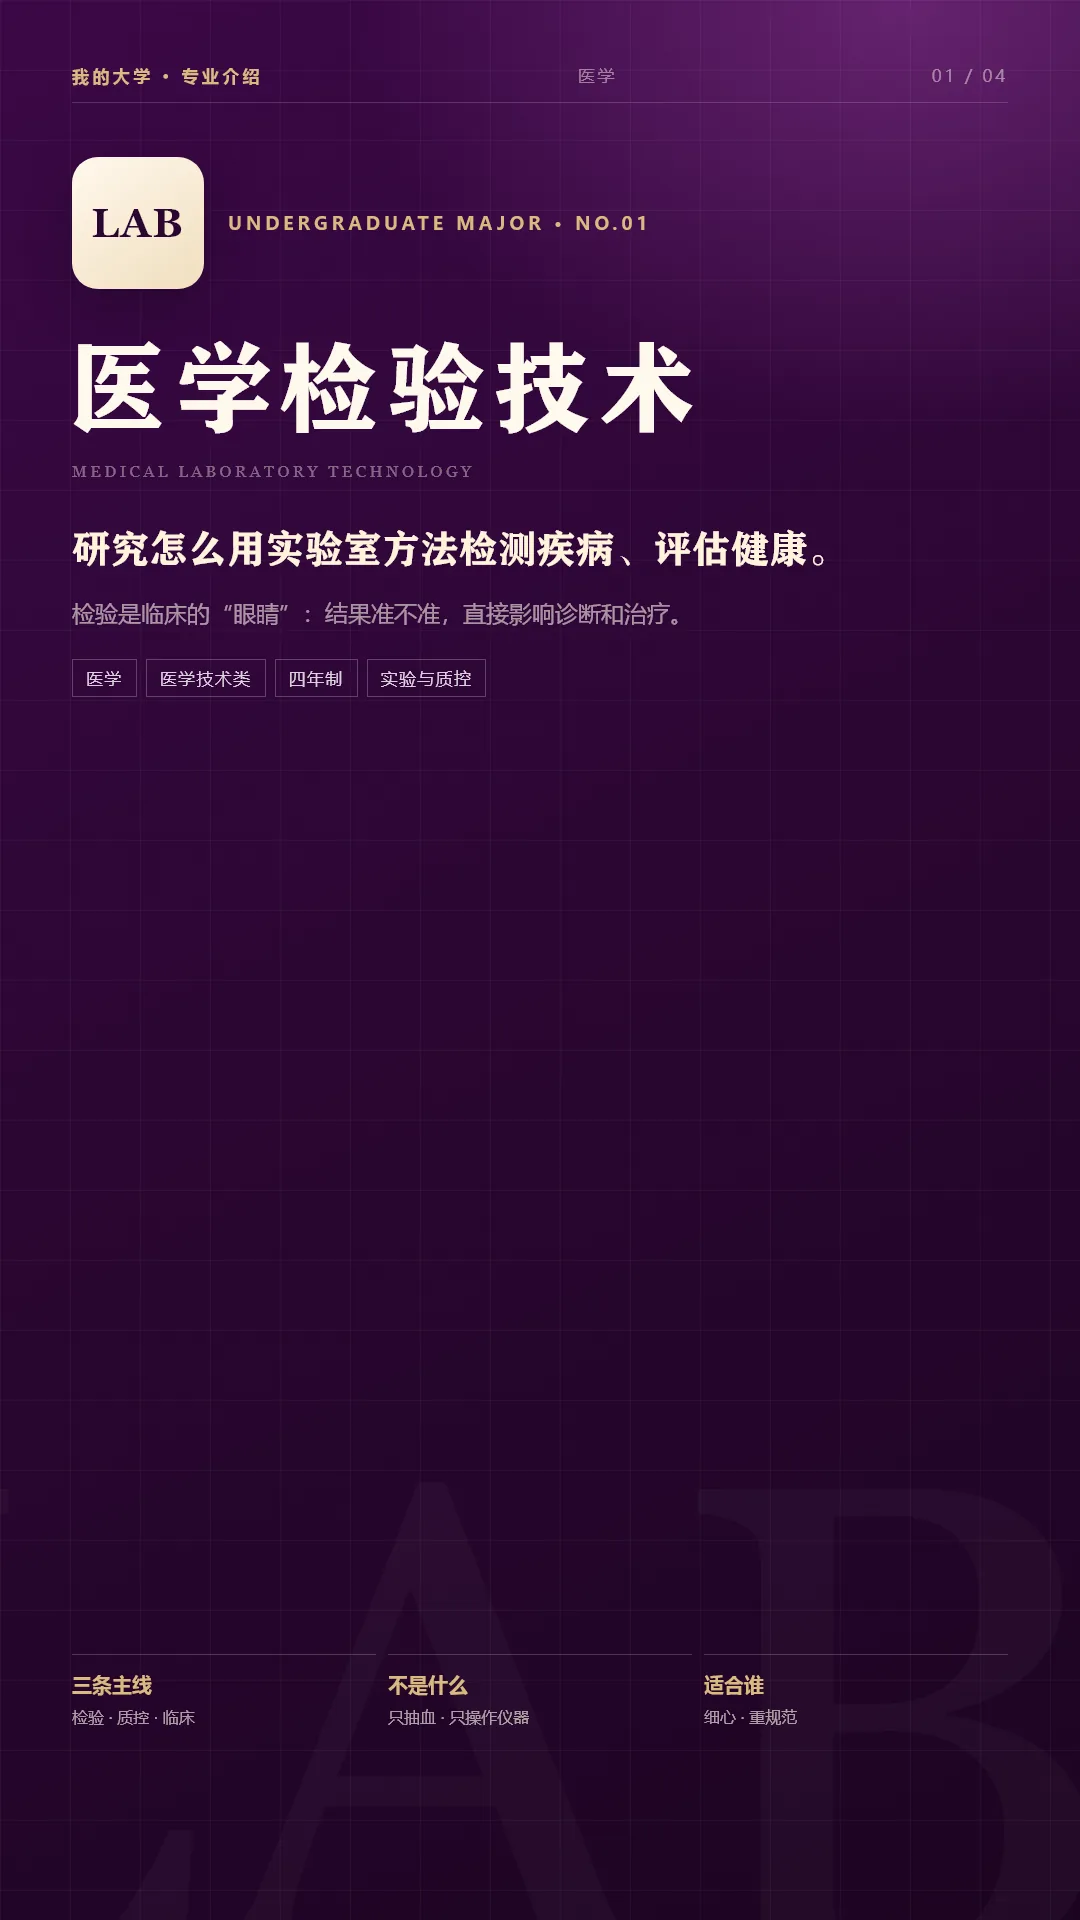 我的大学 • 专业介绍
医学
01 / 04
LAB
UNDERGRADUATE MAJOR • NO.01
医学检验技术
MEDICAL LABORATORY TECHNOLOGY
研究怎么用实验室方法检测疾病、评估健康。
检验是临床的“眼睛”：结果准不准，直接影响诊断和治疗。
医学
医学技术类
四年制
实验与质控
LAB
三条主线
检验 · 质控 · 临床
不是什么
只抽血 · 只操作仪器
适合谁
细心 · 重规范